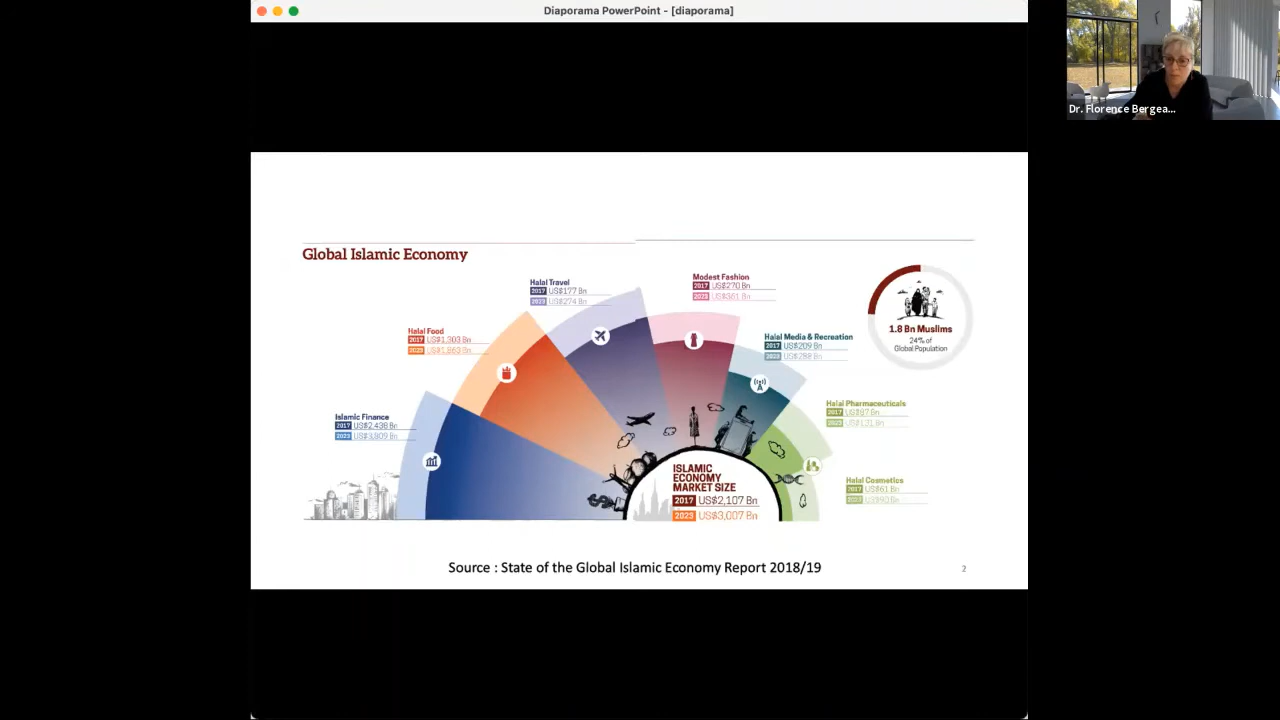 Diaporama PowerPoint - [diaporama]
Dr. Florence Bergea...
Global Islamic Economy
Halal Travel
2017 US$177 Bn
2023 US$274 Bn
Modest Fashion
2017 US$270 Bn
2023 US$361 Bn
Halal Food
2017 US$1,303 Bn
2023 US$1,863 Bn
Halal Media & Recreation
2017 US$209 Bn
2023 US$288 Bn
1.8 Bn Muslims
24% of
Global Population
Islamic Finance
2017 US$2,438 Bn
2023 US$3,809 Bn
Halal Pharmaceuticals
2017 US$87 Bn
2023 US$131 Bn
Halal Cosmetics
2017 US$61 Bn
2023 US$90 Bn
ISLAMIC
ECONOMY
MARKET SIZE
2017 US$2,107 Bn
2023 US$3,007 Bn
Source : State of the Global Islamic Economy Report 2018/19
2